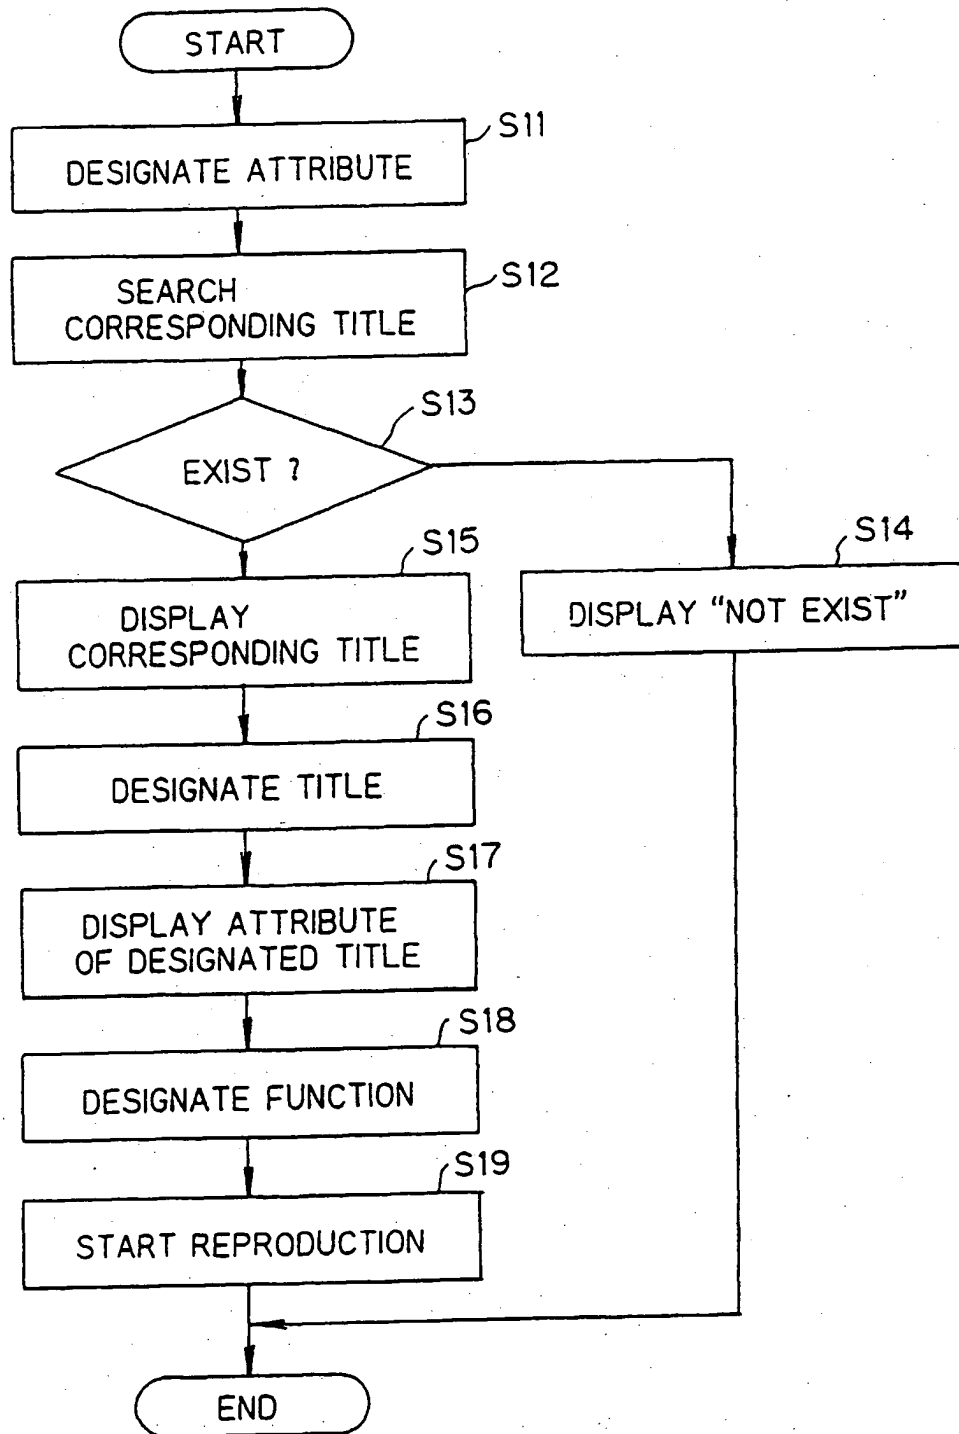 START
S11
DESIGNATE ATTRIBUTE
S12
SEARCH
CORRESPONDING TITLE
S13
EXIST ?
S15
DISPLAY
CORRESPONDING TITLE
S14
DISPLAY “NOT EXIST”
S16
DESIGNATE TITLE
S17
DISPLAY ATTRIBUTE
OF DESIGNATED TITLE
S18
DESIGNATE FUNCTION
S19
START REPRODUCTION
END